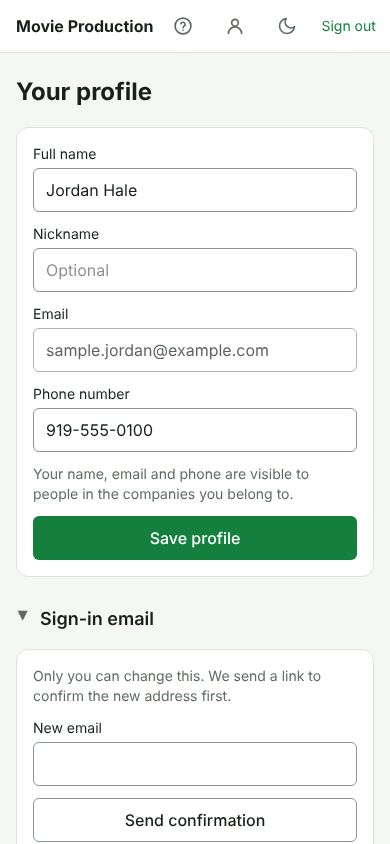 Movie Production Sign out
Your profile
Full name
Jordan Hale
Nickname
Optional
Email
sample.jordan@example.com
Phone number
919-555-0100
Your name, email and phone are visible to
people in the companies you belong to.
Save profile
Sign-in email
Only you can change this. We send a link to
confirm the new address first.
New email
Send confirmation